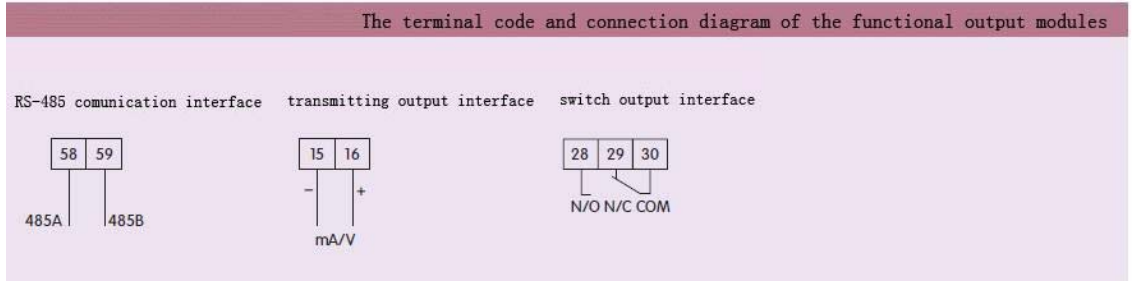 The terminal code and connection diagram of the functional output modules
RS-485 comunication interface
transmitting output interface
switch output interface
58 59
15 16
28 29 30
- +
N/O N/C COM
485A 485B
mA/V